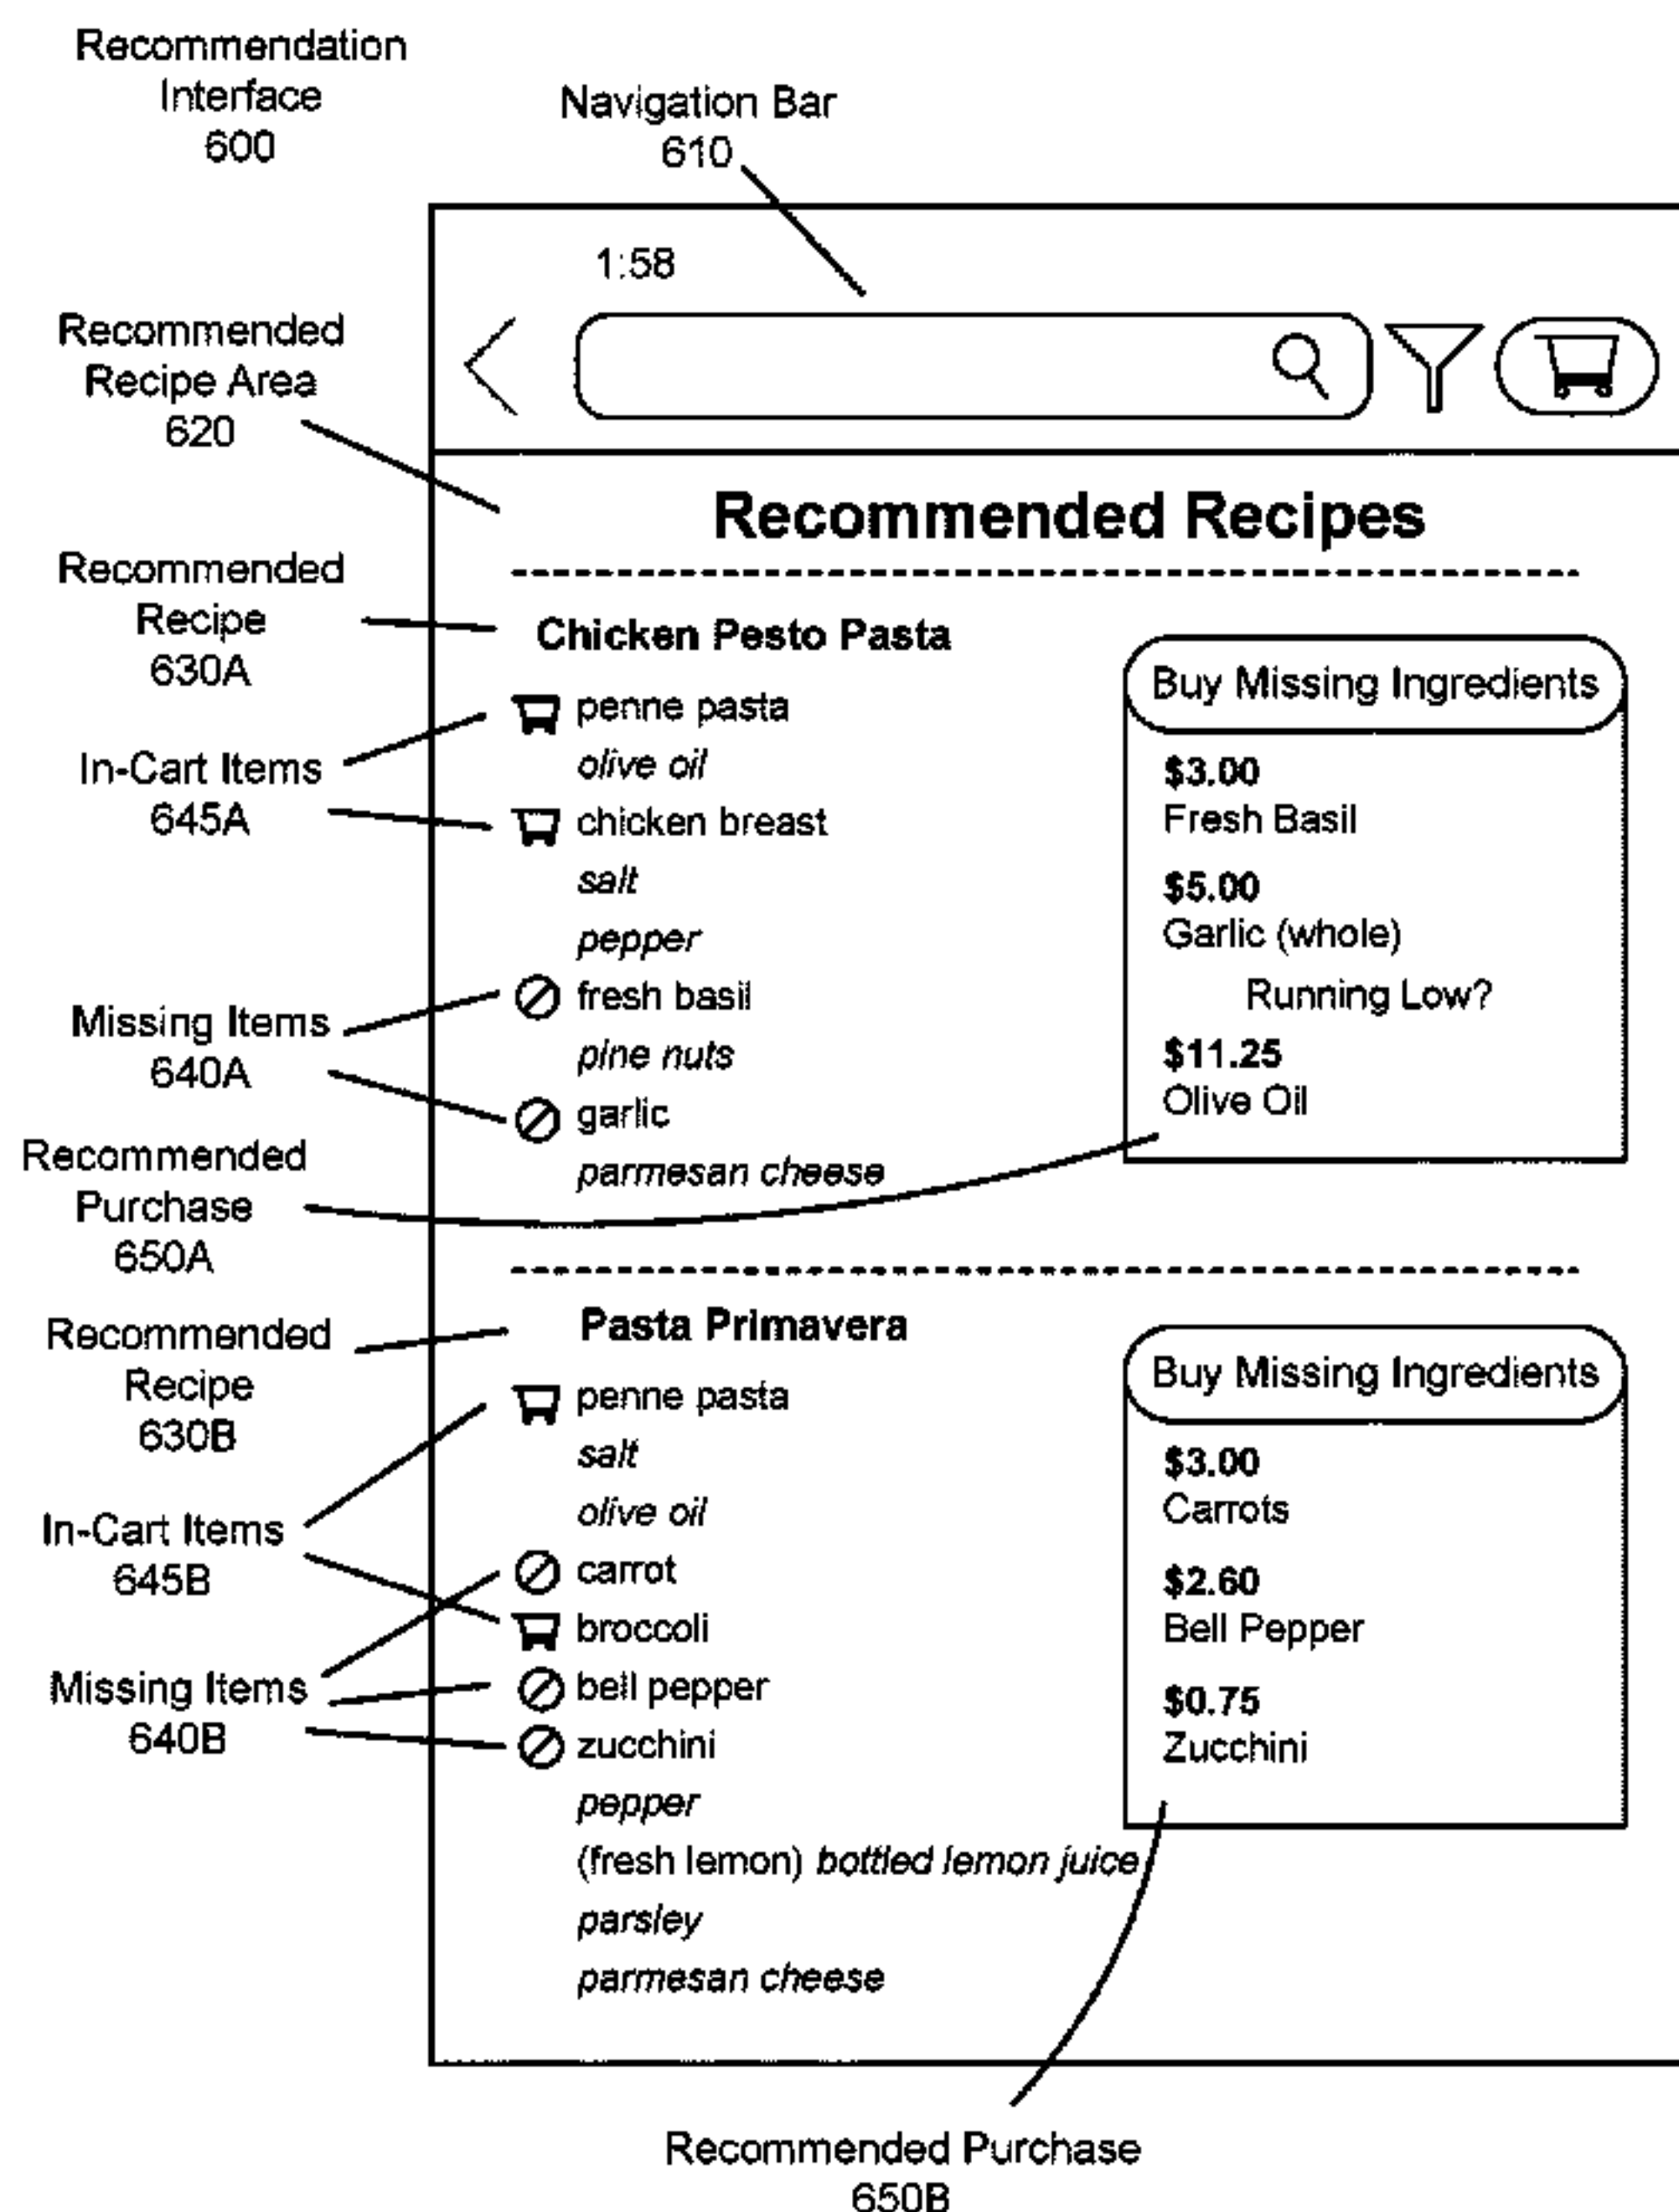 Recommendation
Interface
600
Navigation Bar
610
1:58
Recommended
Recipe Area
620
Recommended Recipes
Recommended
Recipe
630A
Chicken Pesto Pasta
Buy Missing Ingredients
penne pasta
olive oil
In-Cart Items
645A
chicken breast
salt
pepper
$3.00
Fresh Basil
$5.00
Garlic (whole)
Running Low?
$11.25
Olive Oil
Missing Items
640A
fresh basil
pine nuts
garlic
parmesan cheese
Recommended
Purchase
650A
Recommended
Recipe
630B
Pasta Primavera
Buy Missing Ingredients
penne pasta
salt
olive oil
carrot
broccoli
bell pepper
zucchini
pepper
(fresh lemon) bottled lemon juice
parsley
parmesan cheese
In-Cart Items
645B
Missing Items
640B
$3.00
Carrots
$2.60
Bell Pepper
$0.75
Zucchini
Recommended Purchase
650B